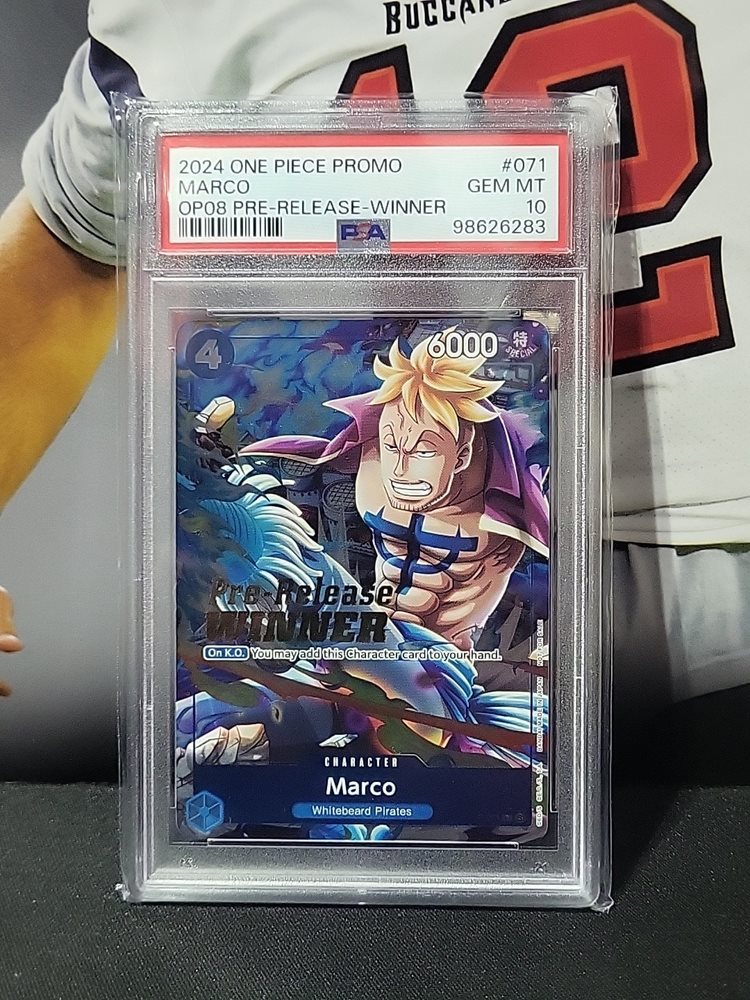 BUCCANE
12
2024 ONE PIECE PROMO #071
MARCO GEM MT
OP08 PRE-RELEASE-WINNER 10
PSA 98626283
4
6000 特
SPECIAL
Pre-Release
WINNER
On K.O. You may add this Character card to your hand.
CHARACTER
Marco
Whitebeard Pirates